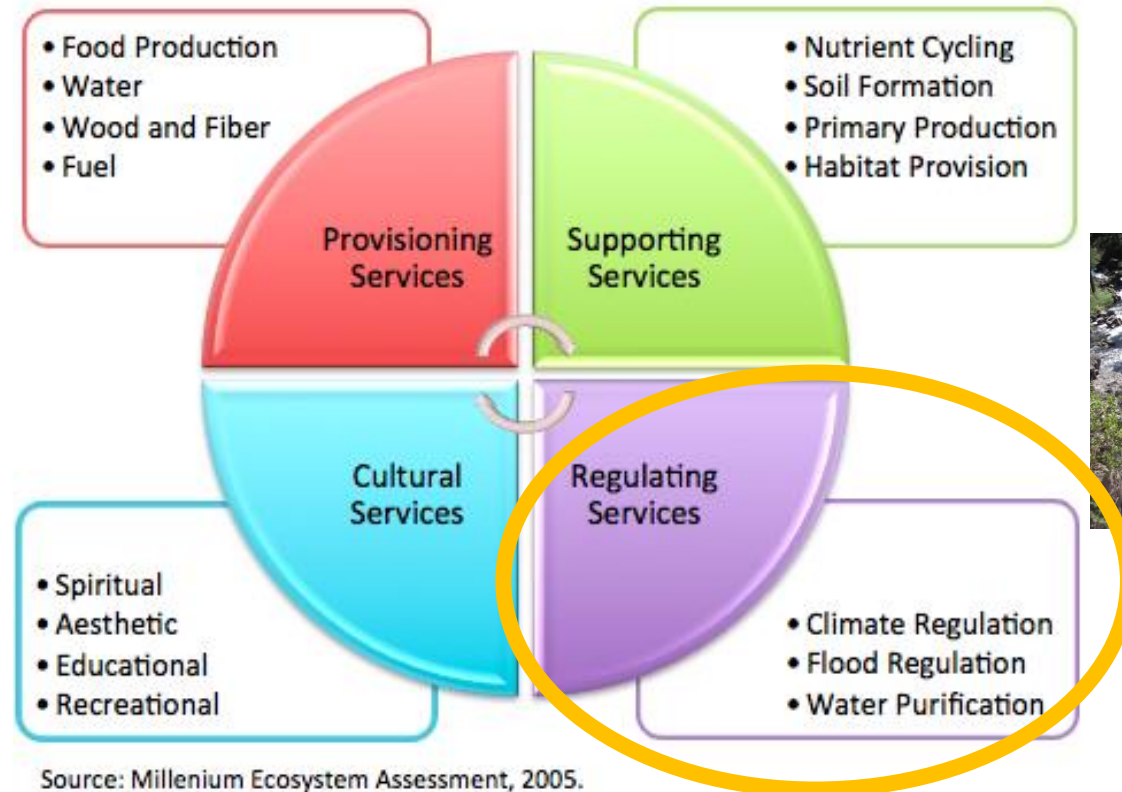 • Food Production
• Water
• Wood and Fiber
• Fuel
• Nutrient Cycling
• Soil Formation
• Primary Production
• Habitat Provision
Provisioning
Services
Supporting
Services
Cultural
Services
Regulating
Services
• Spiritual
• Aesthetic
• Educational
• Recreational
• Climate Regulation
• Flood Regulation
• Water Purification
Source: Millenium Ecosystem Assessment, 2005.